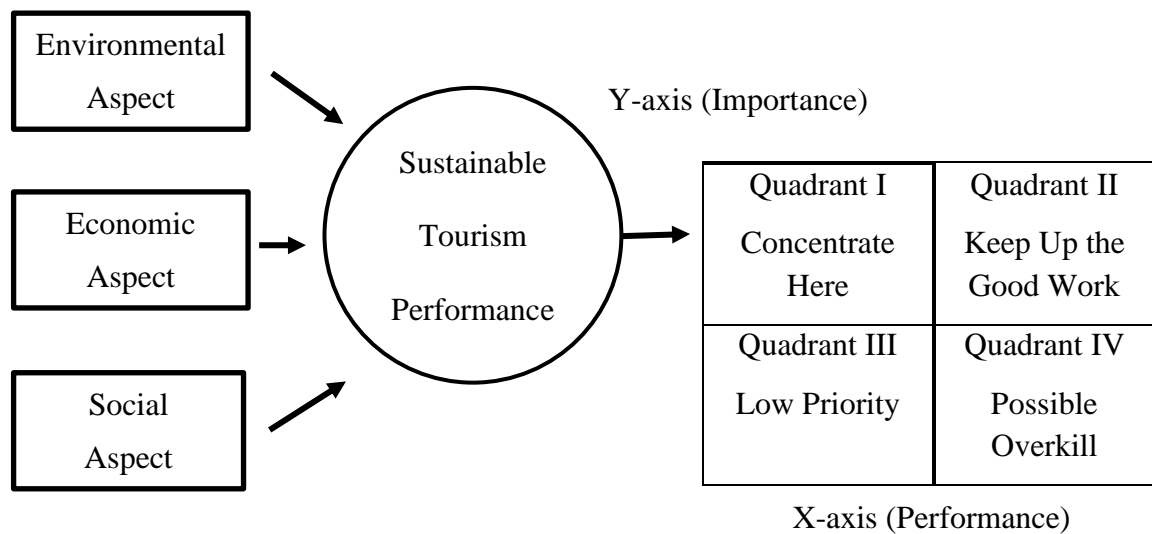 Environmental
Aspect
Economic
Aspect
Social
Aspect
Sustainable
Tourism
Performance
Y-axis (Importance)
Quadrant I
Concentrate
Here
Quadrant II
Keep Up the
Good Work
Quadrant III
Low Priority
Quadrant IV
Possible
Overkill
X-axis (Performance)